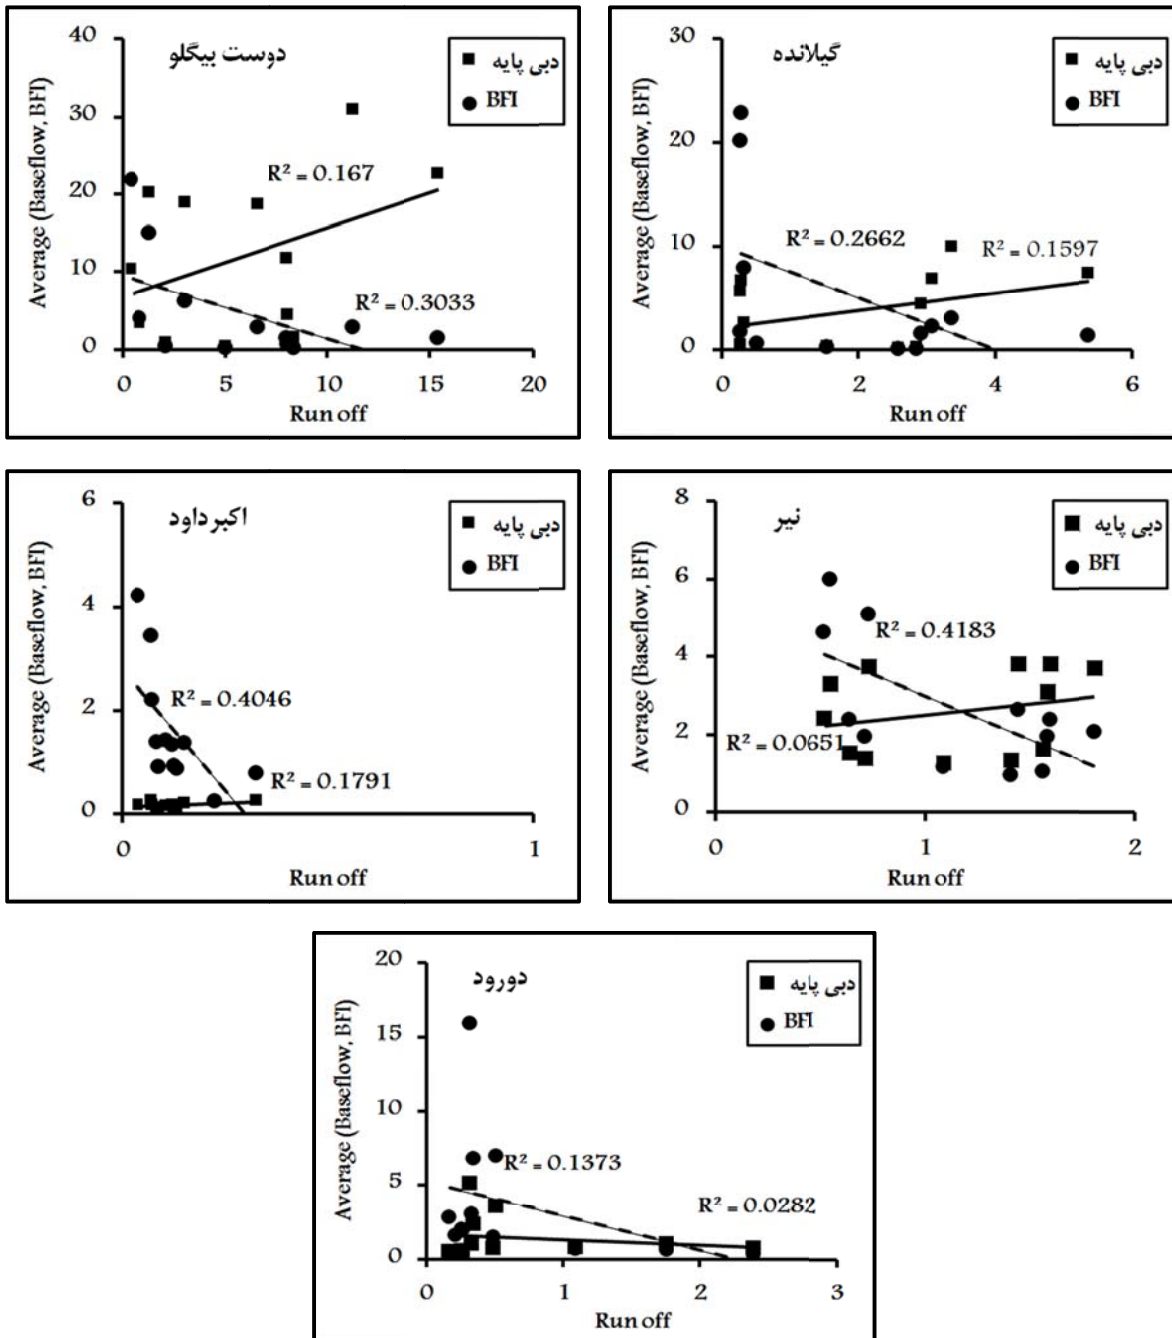 دوست بیگلو
دبی پایه
BFI
R² = 0.167
R² = 0.3033
40
30
20
10
0
0 5 10 15 20
Average (Baseflow, BFI)
Run off
گیلانده
دبی پایه
BFI
R² = 0.2662
R² = 0.1597
30
20
10
0
0 2 4 6
Average (Baseflow, BFI)
Run off
اکبرداود
دبی پایه
BFI
R² = 0.4046
R² = 0.1791
6
4
2
0
0 1
Average (Baseflow, BFI)
Run off
نیر
دبی پایه
BFI
R² = 0.4183
R² = 0.0651
8
6
4
2
0
0 1 2
Average (Baseflow, BFI)
Run off
دورود
دبی پایه
BFI
R² = 0.1373
R² = 0.0282
20
15
10
5
0
0 1 2 3
Average (Baseflow, BFI)
Run off